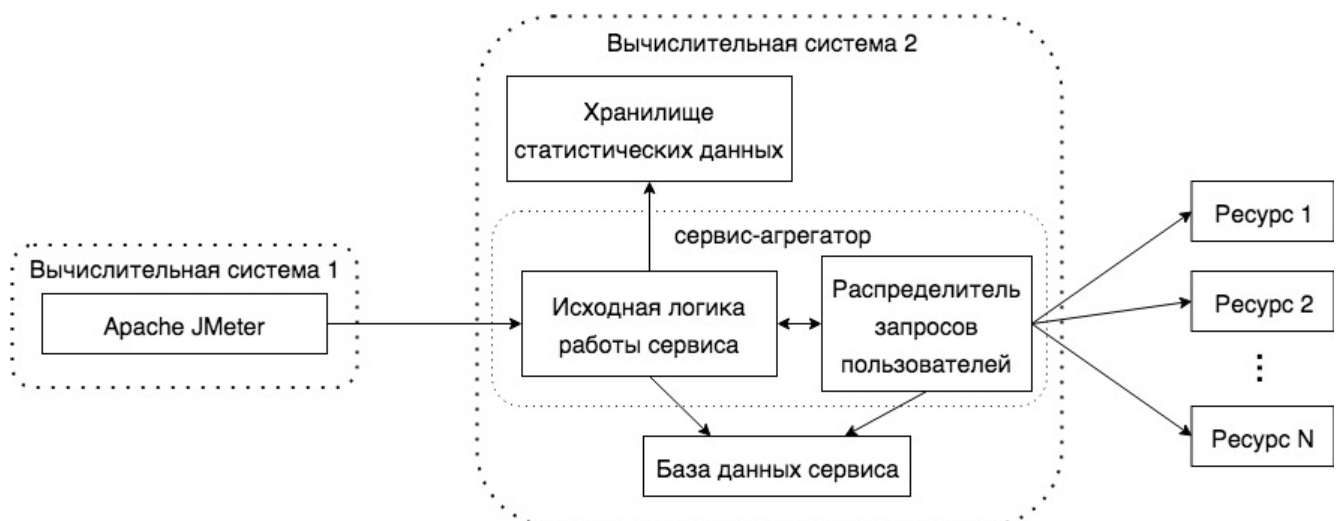 Вычислительная система 2
Хранилище
статистических данных
сервис-агрегатор
Вычислительная система 1
Apache JMeter
Исходная логика
работы сервиса
Распределитель
запросов
пользователей
База данных сервиса
Ресурс 1
Ресурс 2
Ресурс N